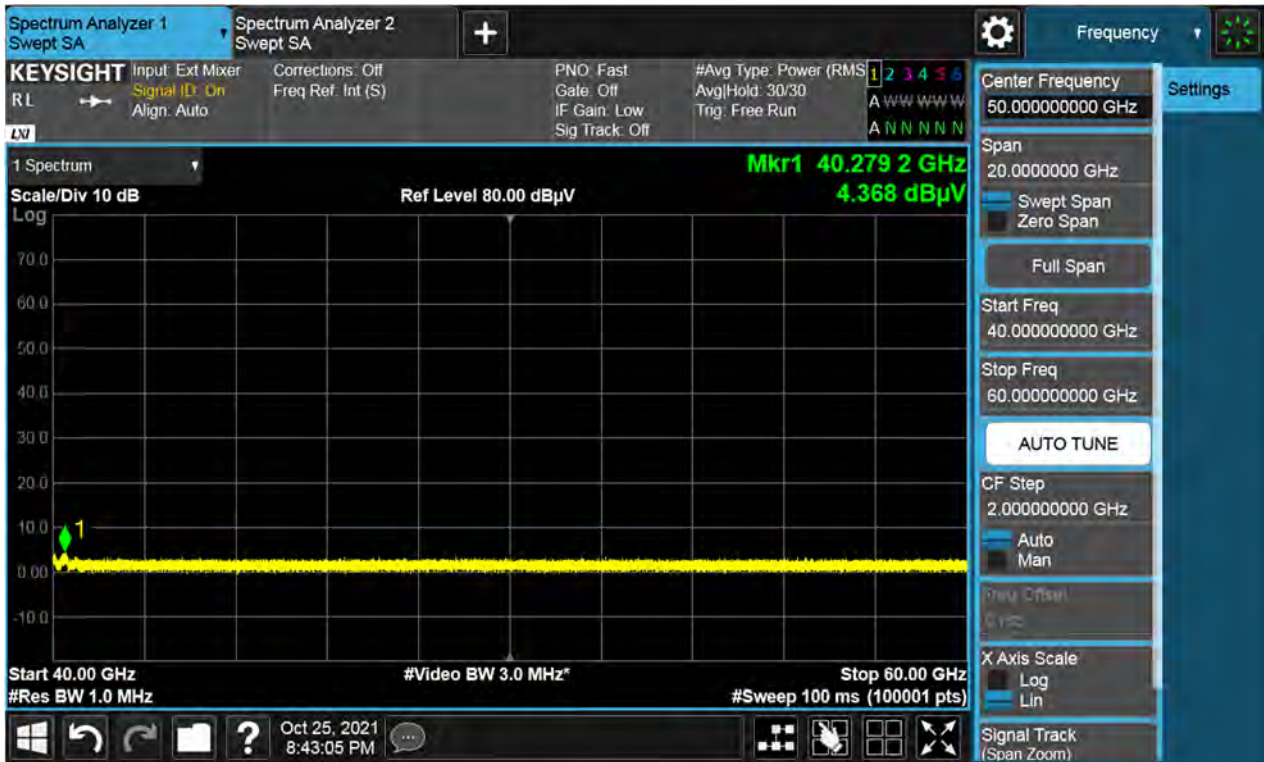 Spectrum Analyzer 1
Swept SA
Spectrum Analyzer 2
Swept SA
+
Frequency
KEYSIGHT
RL
LXI
Input: Ext Mixer
Signal ID: On
Align: Auto
Corrections: Off
Freq Ref: Int (S)
PNO: Fast
Gate: Off
IF Gain: Low
Sig Track: Off
#Avg Type: Power (RMS
Avg|Hold: 30/30
Trig: Free Run
1 2 3 4 5 6
A W W W W W
A N N N N N
Center Frequency
50.000000000 GHz
Settings
Span
20.0000000 GHz
Swept Span
Zero Span
Full Span
Start Freq
40.000000000 GHz
Stop Freq
60.000000000 GHz
AUTO TUNE
CF Step
2.000000000 GHz
Auto
Man
Freq Offset
0 Hz
X Axis Scale
Log
Lin
Signal Track
(Span Zoom)
1 Spectrum
Mkr1 40.279 2 GHz
4.368 dBµV
Scale/Div 10 dB
Ref Level 80.00 dBµV
Log
70.0
60.0
50.0
40.0
30.0
20.0
10.0
1
0.00
-10.0
Start 40.00 GHz
#Video BW 3.0 MHz*
Stop 60.00 GHz
#Res BW 1.0 MHz
#Sweep 100 ms (100001 pts)
?
Oct 25, 2021
8:43:05 PM